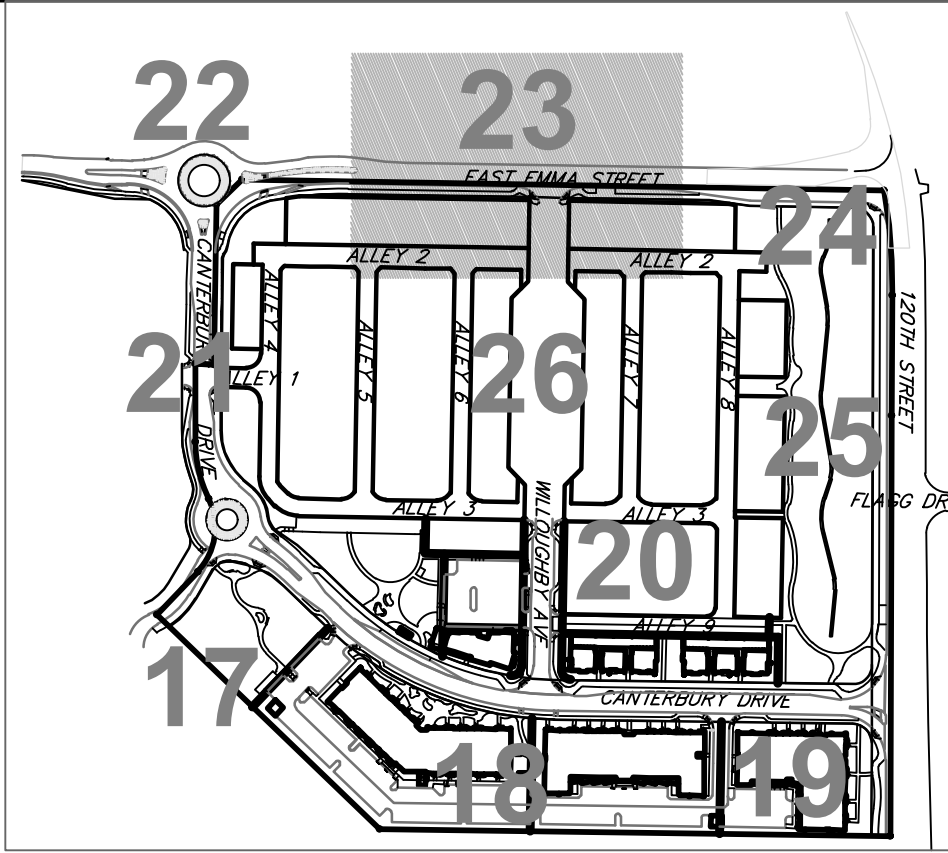 22
23
EAST EMMA STREET
24
ALLEY 2
ALLEY 2
CANTERBUR
DRIVE
ALLEY 4
120TH STREET
21
LLEY 1
ALLEY 5
ALLEY 6
26
ALLEY 7
ALLEY 8
25
FLAGG DR
ALLEY 3
ALLEY 3
WILLOUGHBY AVE
20
ALLEY 9
17
CANTERBURY DRIVE
18
19